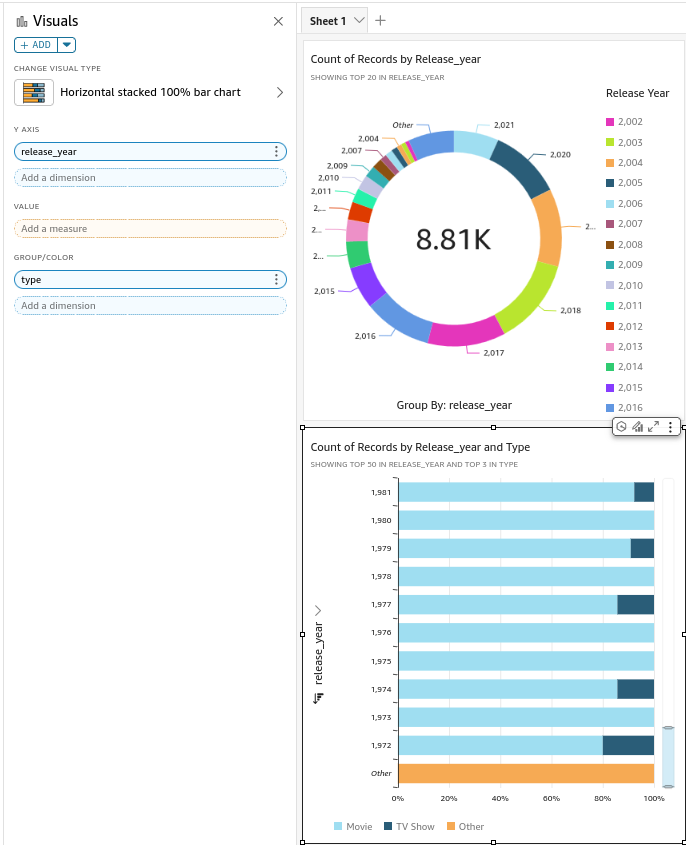 Visuals
+ ADD
CHANGE VISUAL TYPE
Horizontal stacked 100% bar chart
Y AXIS
release_year
Add a dimension
VALUE
Add a measure
GROUP/COLOR
type
Add a dimension
Sheet 1
Count of Records by Release_year
SHOWING TOP 20 IN RELEASE_YEAR
Release Year
2,002
2,003
2,004
2,005
2,006
2,007
2,008
2,009
2,010
2,011
2,012
2,013
2,014
2,015
2,016
Other
2,021
2,004
2,020
2,007
2,009
2,010
2,011
2...
2...
2...
2...
8.81K
2,015
2,018
2,016
2,017
Group By: release_year
Count of Records by Release_year and Type
SHOWING TOP 50 IN RELEASE_YEAR AND TOP 3 IN TYPE
release_year
1,981
1,980
1,979
1,978
1,977
1,976
1,975
1,974
1,973
1,972
Other
0% 20% 40% 60% 80% 100%
Movie TV Show Other